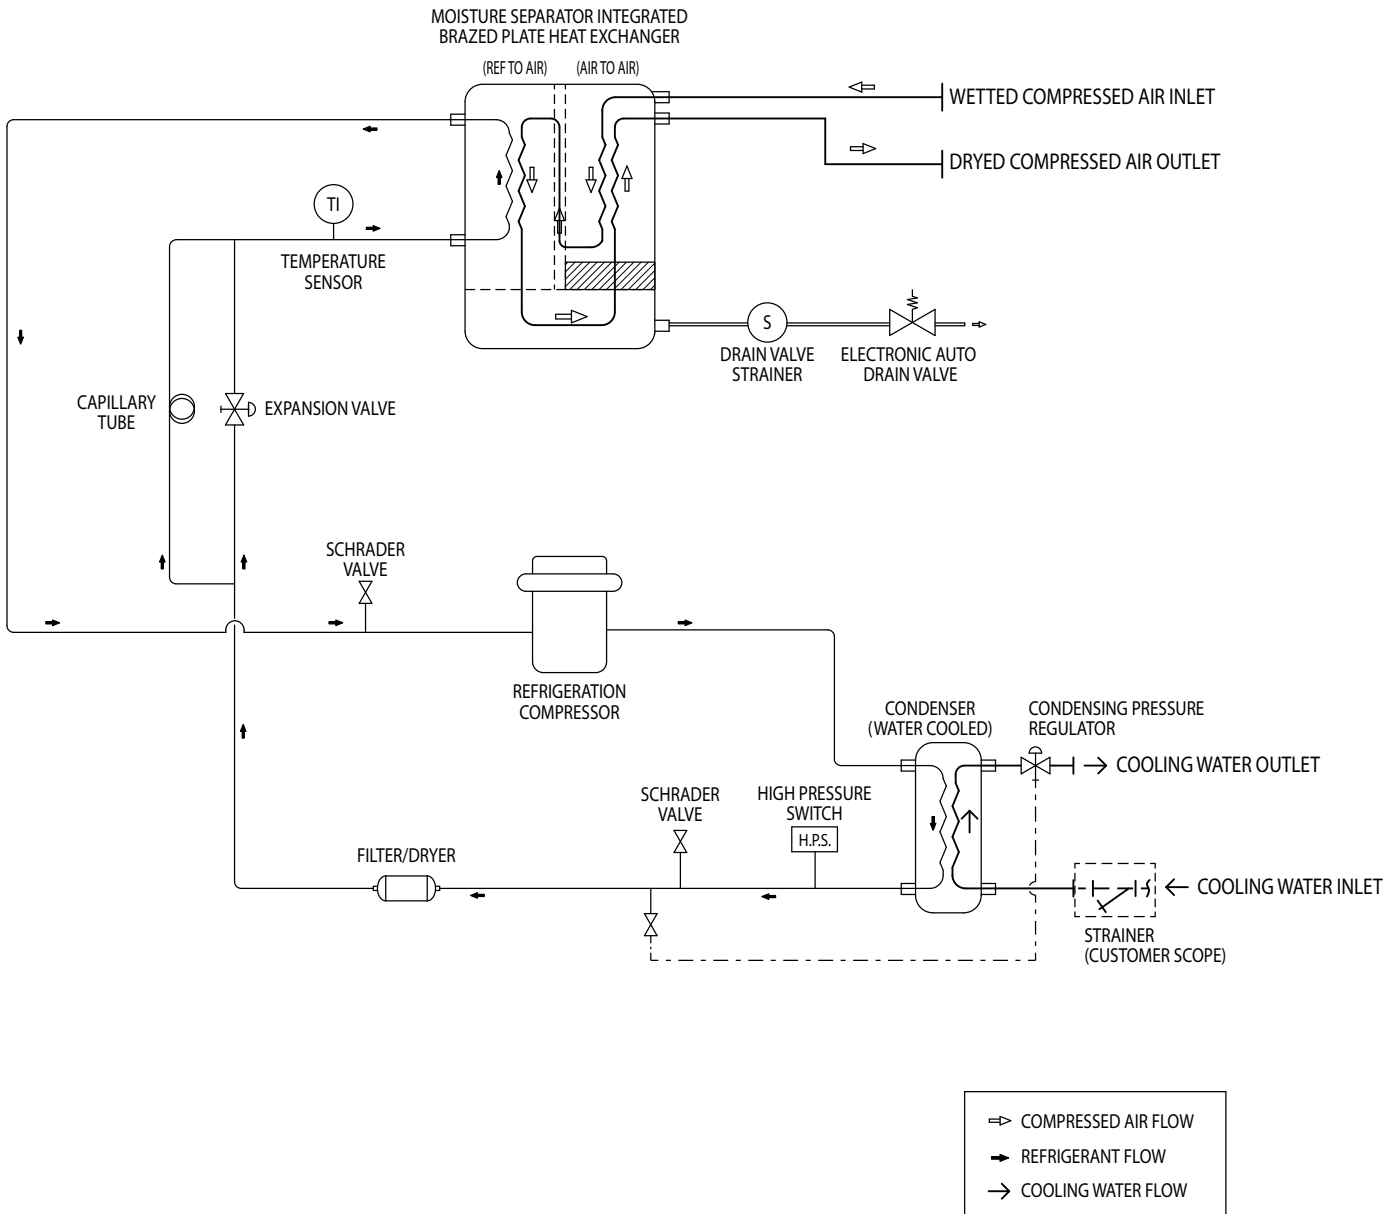 MOISTURE SEPARATOR INTEGRATED
BRAZED PLATE HEAT EXCHANGER
(REF TO AIR)
(AIR TO AIR)
WETTED COMPRESSED AIR INLET
DRYED COMPRESSED AIR OUTLET
TI
TEMPERATURE
SENSOR
S
DRAIN VALVE
STRAINER
ELECTRONIC AUTO
DRAIN VALVE
CAPILLARY
TUBE
EXPANSION VALVE
SCHRADER
VALVE
REFRIGERATION
COMPRESSOR
CONDENSER
(WATER COOLED)
CONDENSING PRESSURE
REGULATOR
COOLING WATER OUTLET
SCHRADER
VALVE
HIGH PRESSURE
SWITCH
H.P.S.
FILTER/DRYER
COOLING WATER INLET
STRAINER
(CUSTOMER SCOPE)
COMPRESSED AIR FLOW
REFRIGERANT FLOW
COOLING WATER FLOW